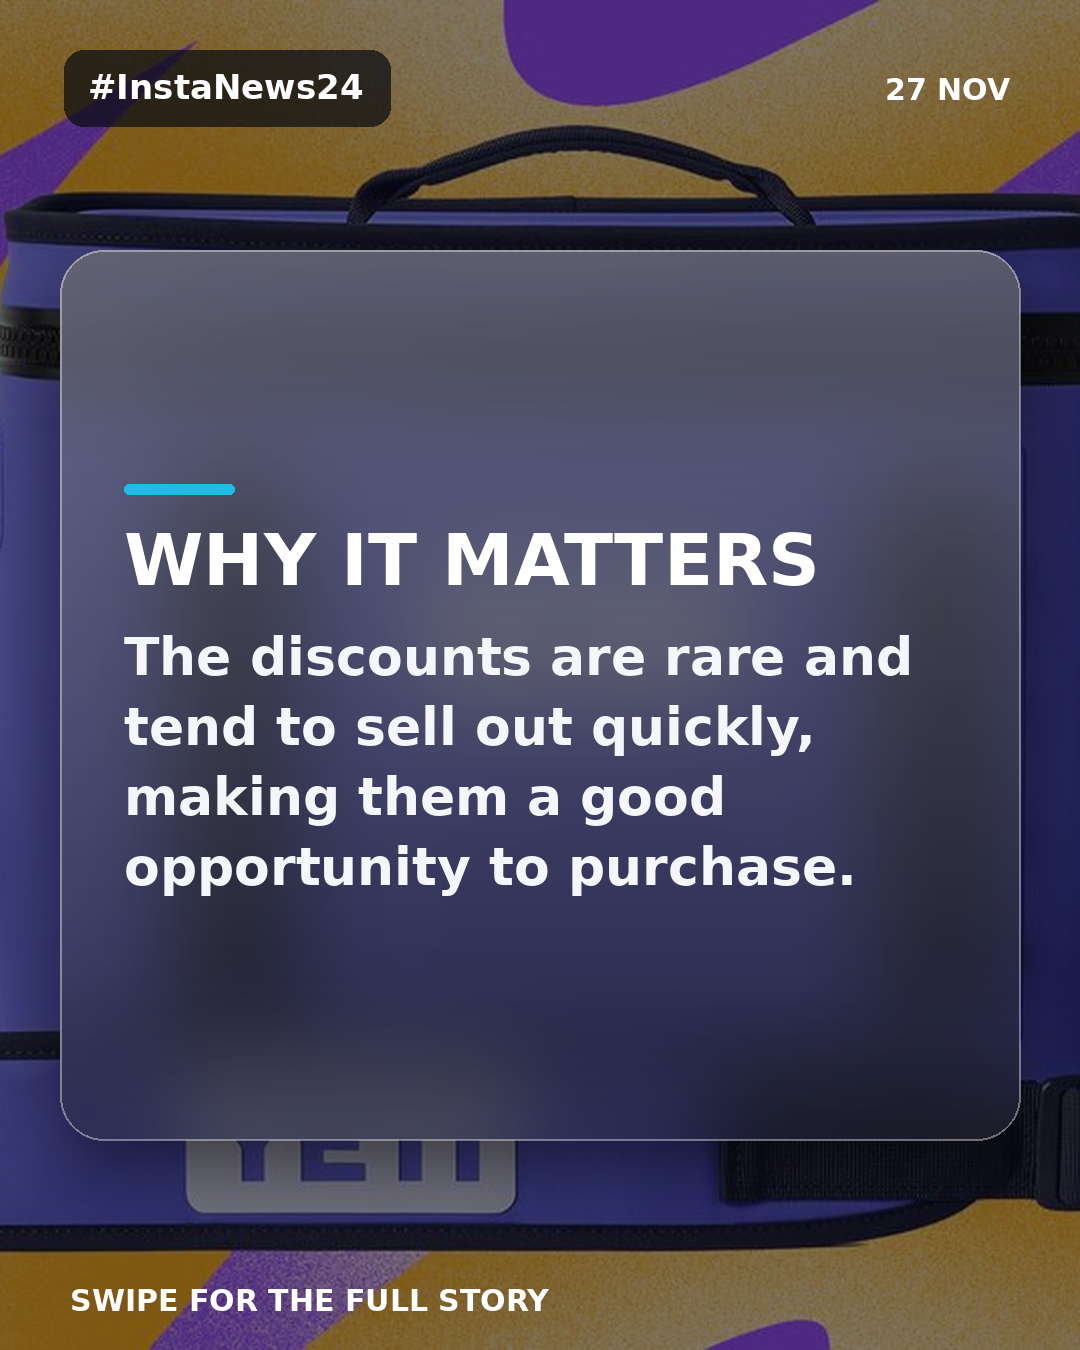 #InstaNews24
27 NOV
WHY IT MATTERS
The discounts are rare and
tend to sell out quickly,
making them a good
opportunity to purchase.
YETI
SWIPE FOR THE FULL STORY